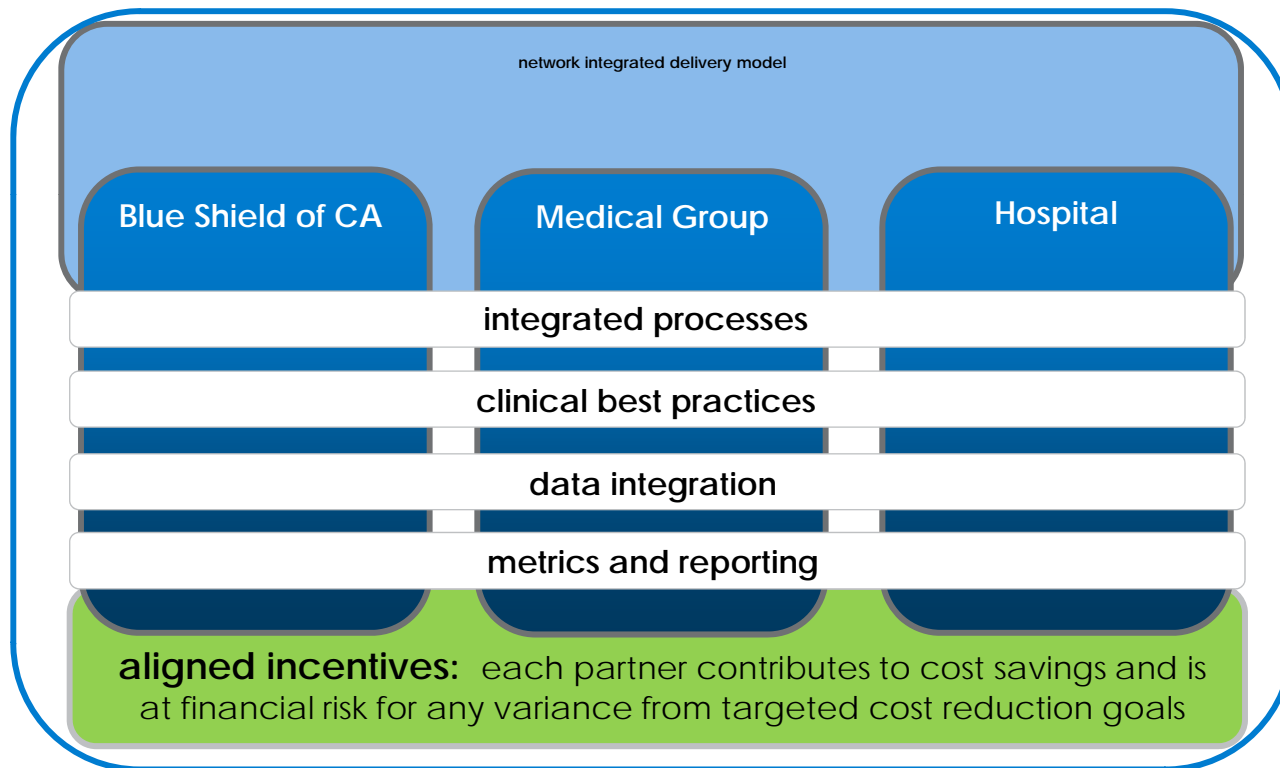 network integrated delivery model
Blue Shield of CA
Medical Group
Hospital
integrated processes
clinical best practices
data integration
metrics and reporting
aligned incentives: each partner contributes to cost savings and is
at financial risk for any variance from targeted cost reduction goals